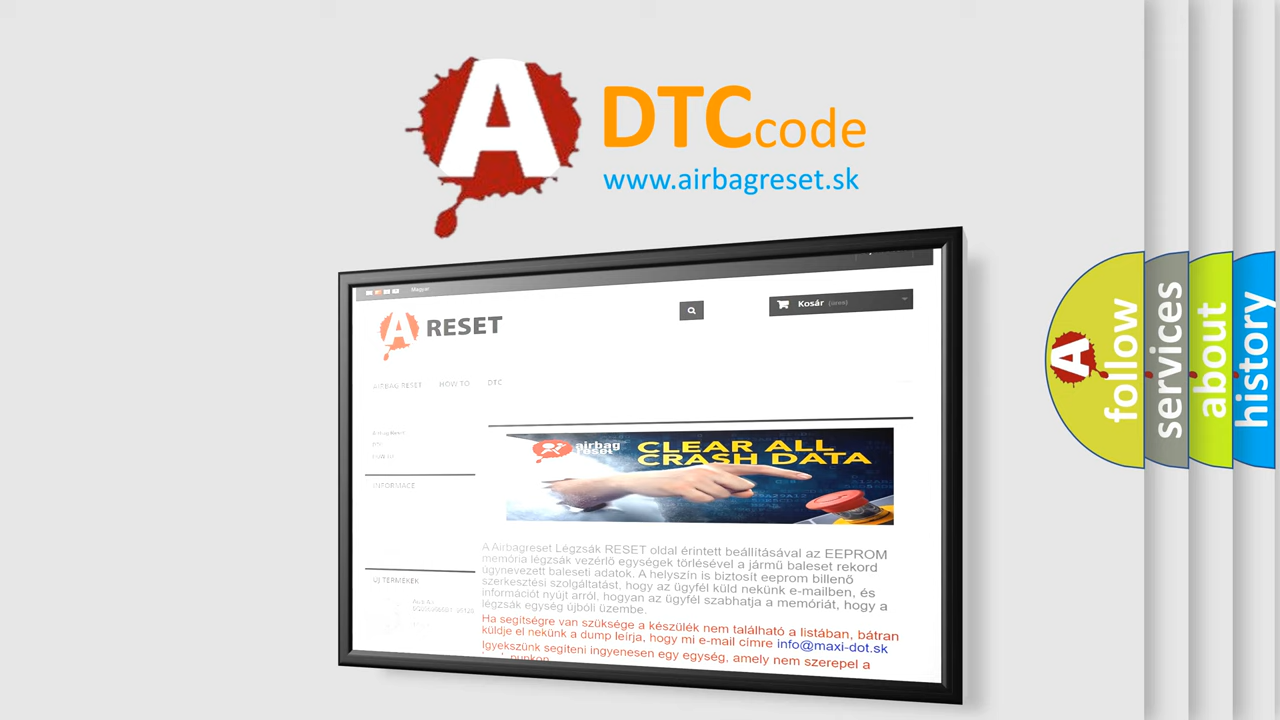 A
DTCcode
www.airbagreset.sk
Magyar
A RESET
Kosár (üres)
AIRBAG RESET HOW TO DTC
INFORMACE
airbag
reset
CLEAR ALL
CRASH DATA
ÚJ TERMÉKEK
A Airbagreset Légzsák RESET oldal érintett beállításával az EEPROM
memória légzsák vezérlő egységek törlésével a jármű baleset rekord
úgynevezett baleseti adatok. A helyszín is biztosít eeprom billenő
szerkesztési szolgáltatást, hogy az ügyfél küld nekünk e-mailben, és
információt nyújt arról, hogyan az ügyfél szabhatja a memóriát, hogy a
légzsák egység újbóli üzembe.
Ha segítségre van szüksége a készülék nem található a listában, bátran
küldje el nekünk a dump leírja, hogy mi e-mail címre info@maxi-dot.sk
Igyekszünk segíteni ingyenesen egy egység, amely nem szerepel a
A follow
services
about
history